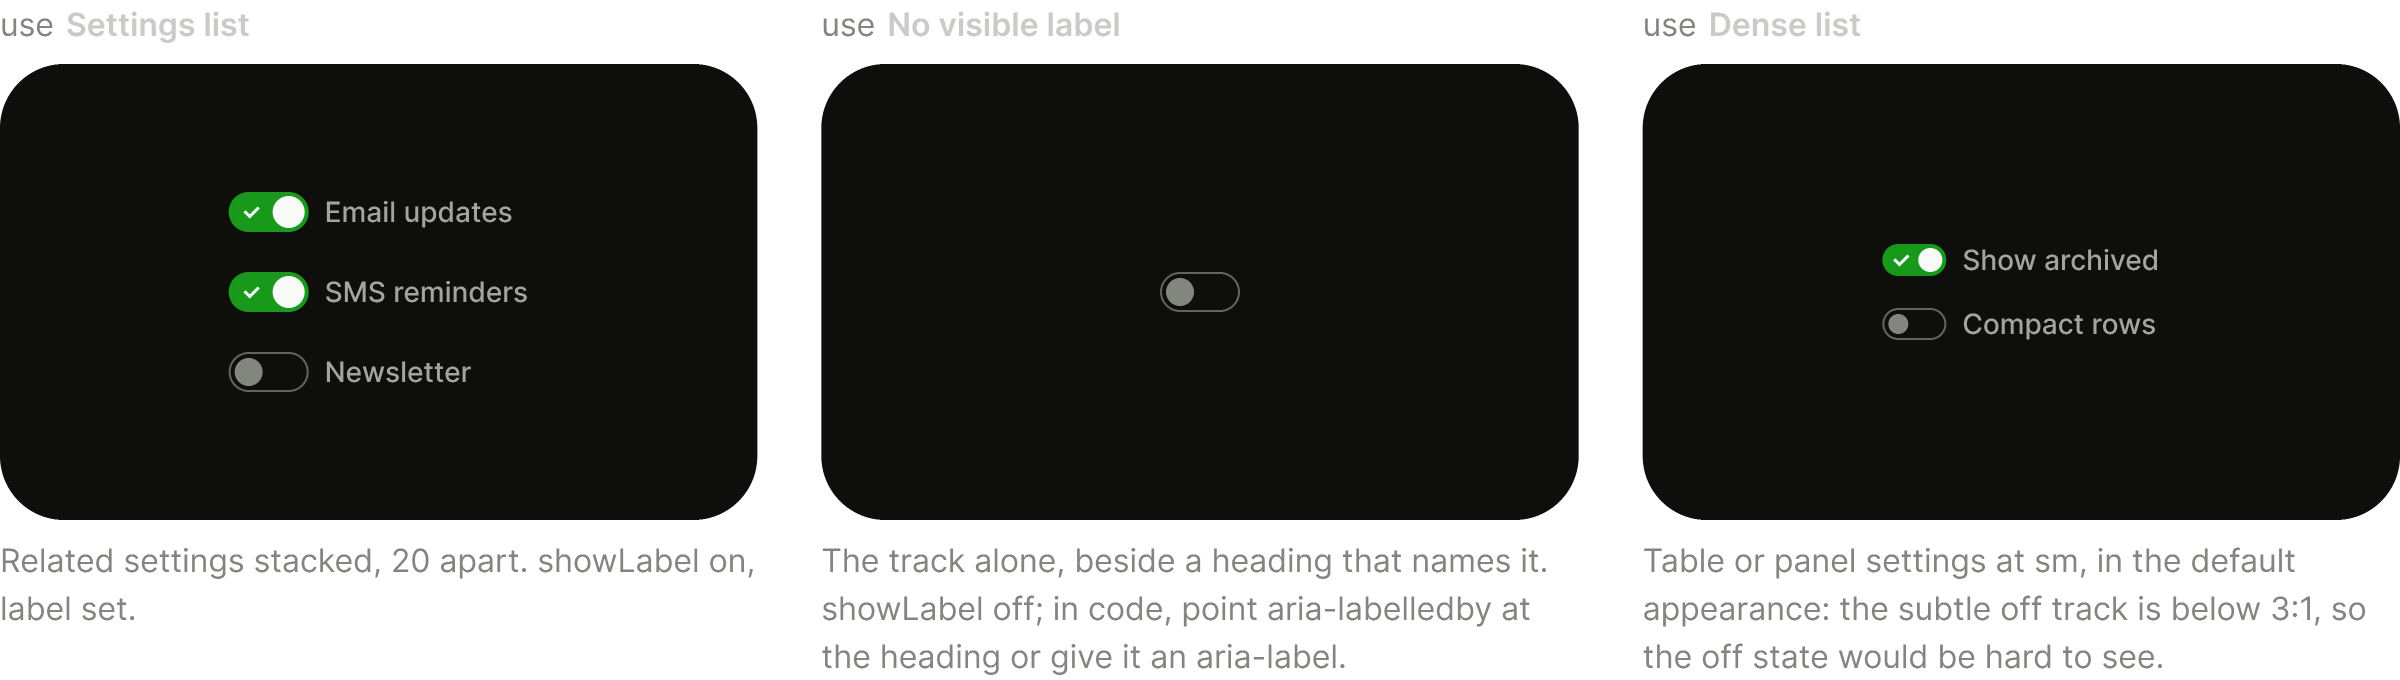 use Settings list
Email updates
SMS reminders
Newsletter
Related settings stacked, 20 apart. showLabel on,
label set.
use No visible label
The track alone, beside a heading that names it.
showLabel off; in code, point aria-labelledby at
the heading or give it an aria-label.
use Dense list
Show archived
Compact rows
Table or panel settings at sm, in the default
appearance: the subtle off track is below 3:1, so
the off state would be hard to see.